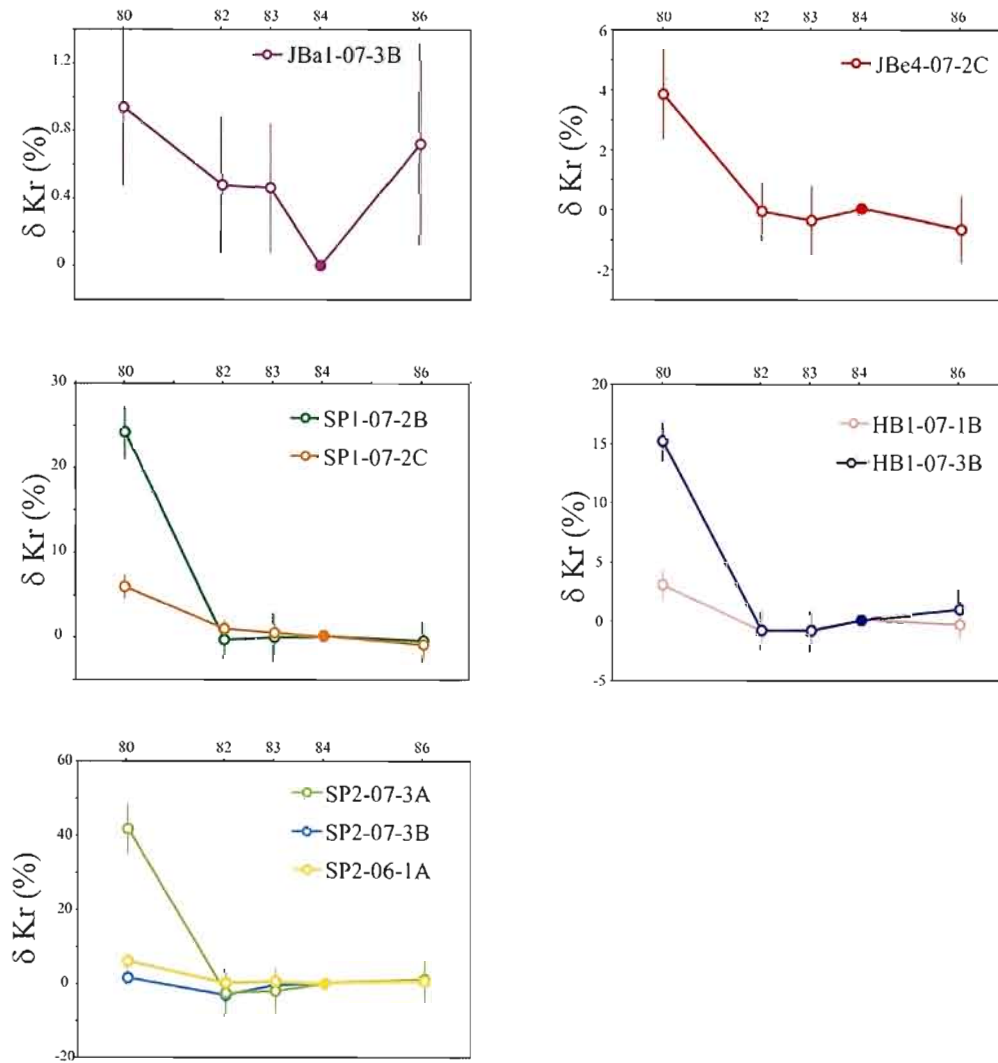 80 82 83 84 86
δ Kr (%)
1.2
0.8
0.4
0
JBa1-07-3B
80 82 83 84 86
δ Kr (%)
6
4
2
0
-2
JBe4-07-2C
80 82 83 84 86
δ Kr (%)
30
20
10
0
SP1-07-2B
SP1-07-2C
80 82 83 84 86
δ Kr (%)
20
15
10
5
0
-5
HB1-07-1B
HB1-07-3B
80 82 83 84 86
δ Kr (%)
60
40
20
0
-20
SP2-07-3A
SP2-07-3B
SP2-06-1A